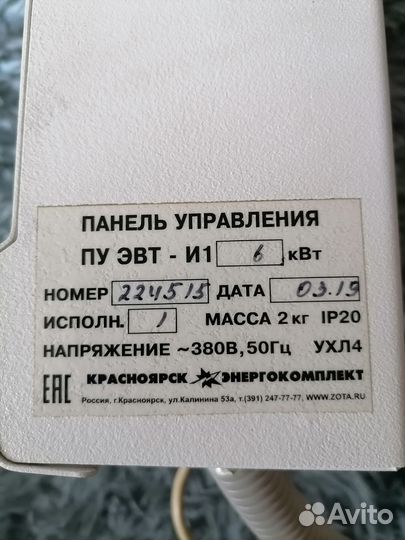 ПАНЕЛЬ УПРАВЛЕНИЯ
ПУ ЭВТ - И1 6 кВт
НОМЕР 224515 ДАТА 03.19
ИСПОЛН. 1 МАССА 2 кг IP20
НАПРЯЖЕНИЕ ~380В, 50Гц УХЛ4
EAC КРАСНОЯРСК ЭНЕРГОКОМПЛЕКТ
Россия, г.Красноярск, ул.Калинина 53а, т.(391) 247-77-77, WWW.ZOTA.RU
Avito